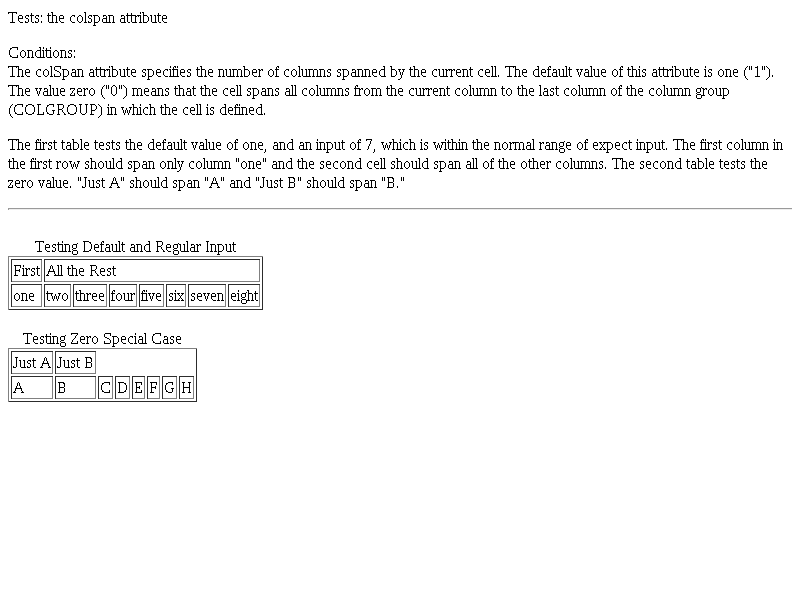 Tests: the colspan attribute
Conditions:
The colSpan attribute specifies the number of columns spanned by the current cell. The default value of this attribute is one ("1").
The value zero ("0") means that the cell spans all columns from the current column to the last column of the column group
(COLGROUP) in which the cell is defined.
The first table tests the default value of one, and an input of 7, which is within the normal range of expect input. The first column in
the first row should span only column "one" and the second cell should span all of the other columns. The second table tests the
zero value. "Just A" should span "A" and "Just B" should span "B."
Testing Default and Regular Input
First All the Rest
one two three four five six seven eight
Testing Zero Special Case
Just A Just B
A B C D E F G H